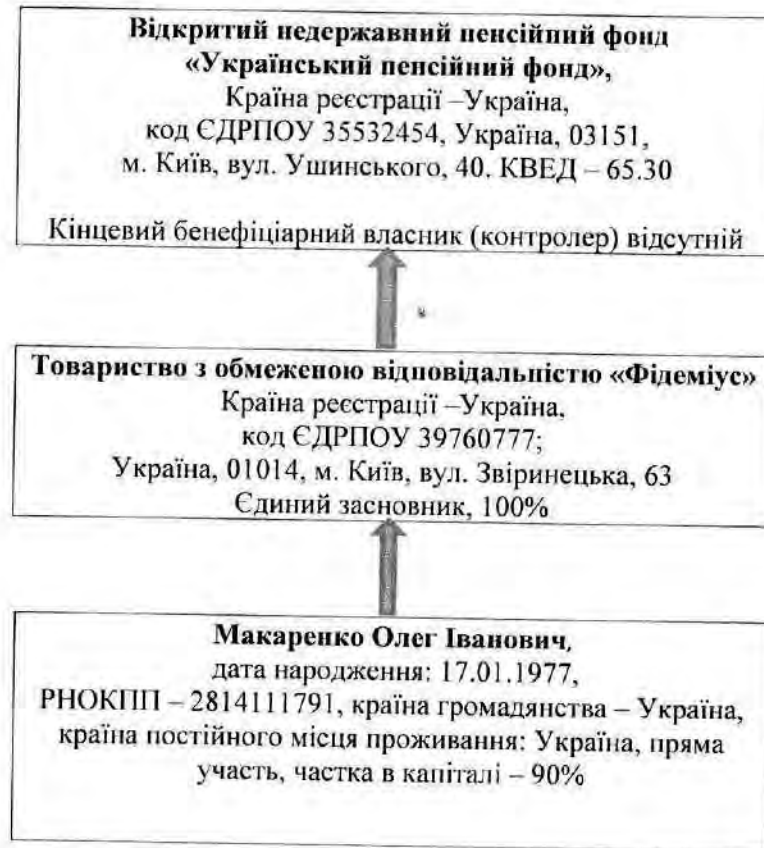 Відкритий недержавний пенсійний фонд
«Український пенсійний фонд»,
Країна реєстрації –Україна,
код ЄДРПОУ 35532454, Україна, 03151,
м. Київ, вул. Ушинського, 40. КВЕД – 65.30
Кінцевий бенефіціарний власник (контролер) відсутній
Товариство з обмеженою відповідальністю «Фідеміус»
Країна реєстрації –Україна,
код ЄДРПОУ 39760777;
Україна, 01014, м. Київ, вул. Звіринецька, 63
Єдиний засновник, 100%
Макаренко Олег Іванович,
дата народження: 17.01.1977,
РНОКПП – 2814111791, країна громадянства – Україна,
країна постійного місця проживання: Україна, пряма
участь, частка в капіталі – 90%